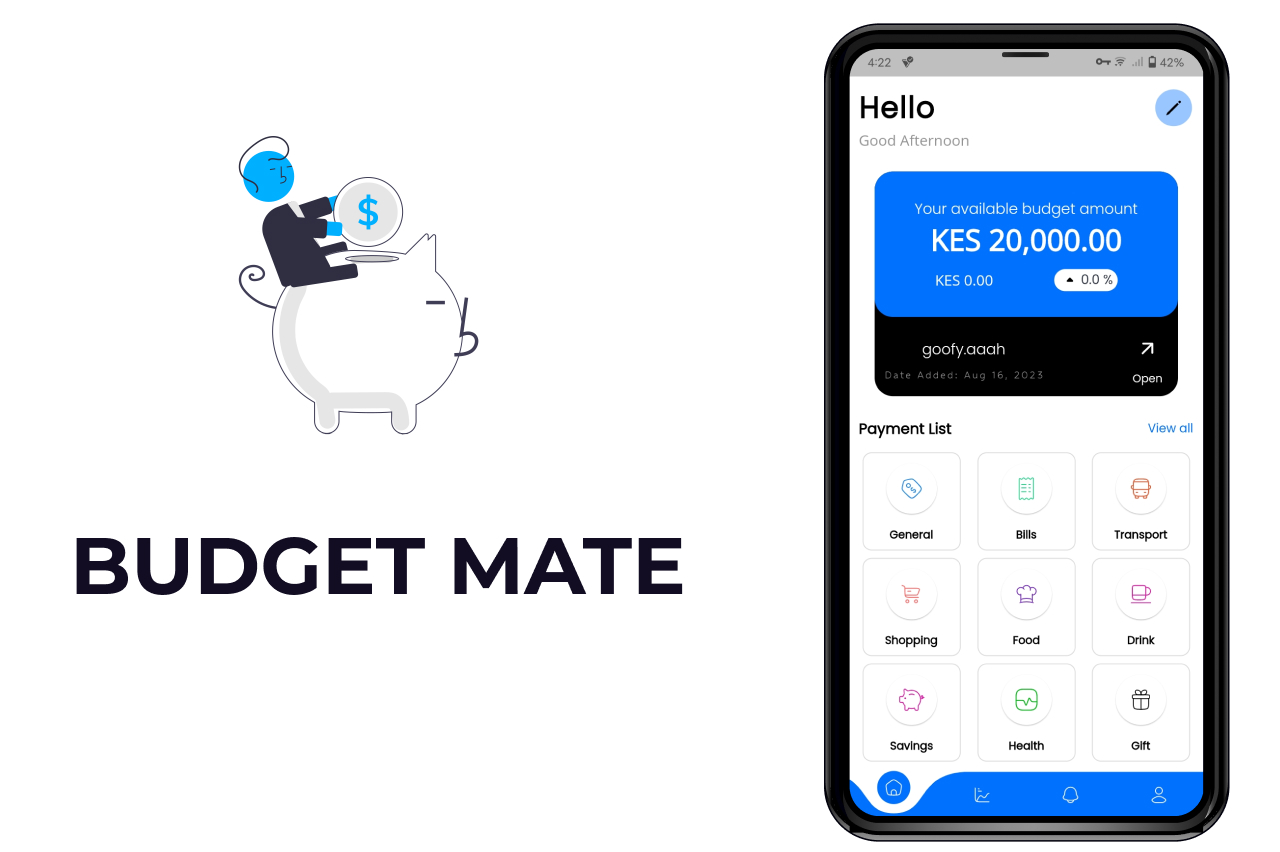 $
BUDGET MATE
4:22
42%
Hello
Good Afternoon
Your available budget amount
KES 20,000.00
KES 0.00
0.0 %
goofy.aaah
Date Added: Aug 16, 2023
Open
Payment List
View all
General
Bills
Transport
Shopping
Food
Drink
Savings
Health
Gift